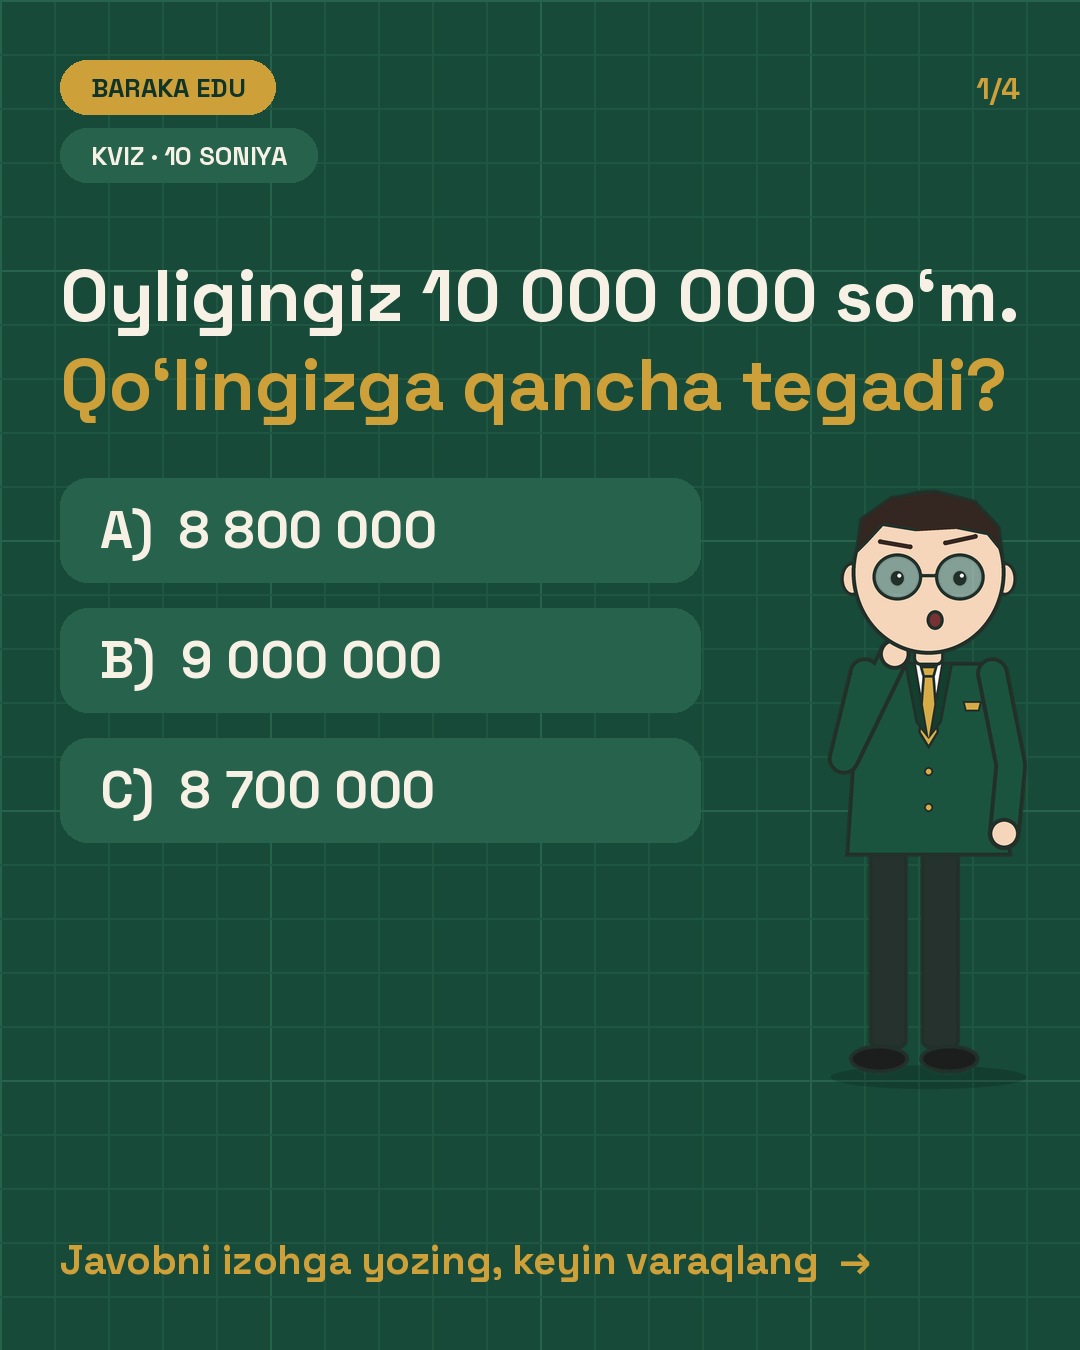 BARAKA EDU
1/4
KVIZ · 10 SONIYA
Oyligingiz 10 000 000 so‘m.
Qo‘lingizga qancha tegadi?
A) 8 800 000
B) 9 000 000
C) 8 700 000
Javobni izohga yozing, keyin varaqlang →